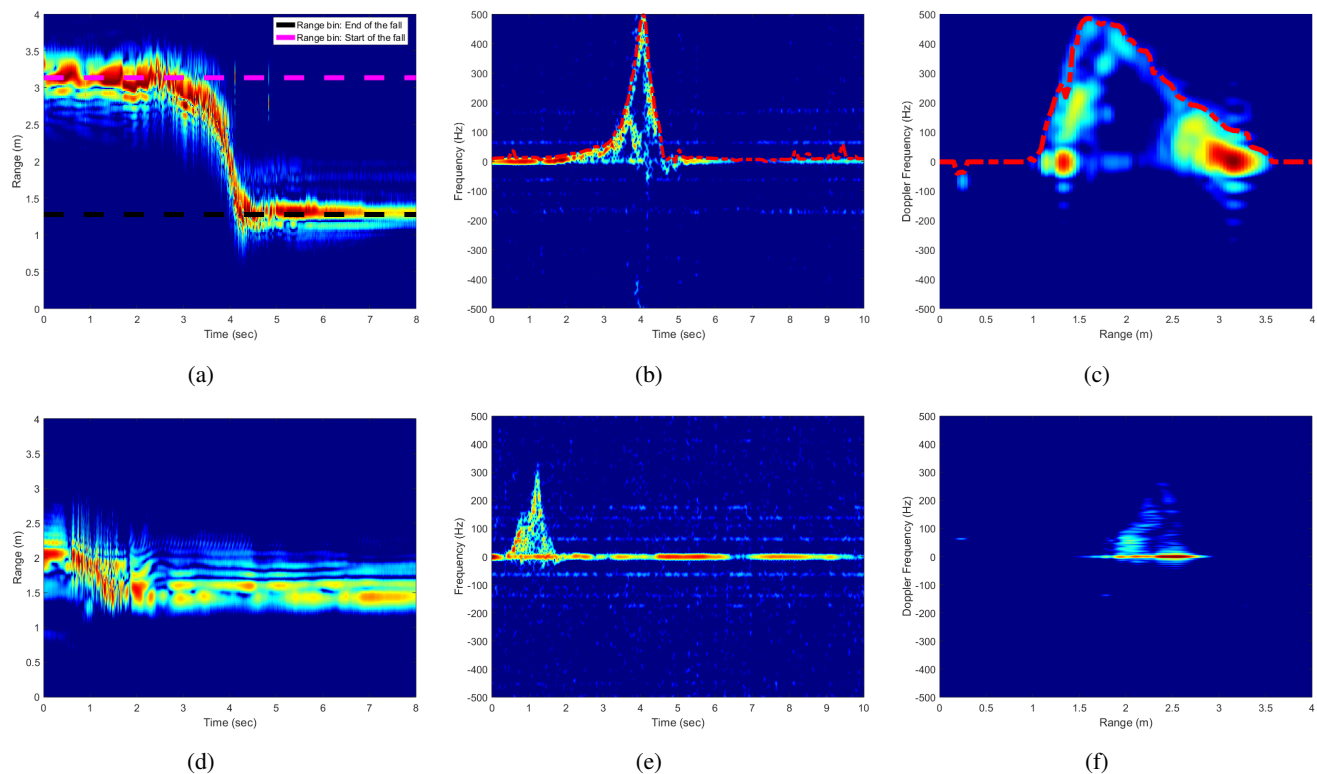 4
3.5
3
2.5
2
1.5
1
0.5
0
Range (m)
0 1 2 3 4 5 6 7 8
Time (sec)
Range bin: End of the fall
Range bin: Start of the fall
(a)
500
400
300
200
100
0
-100
-200
-300
-400
-500
Frequency (Hz)
0 1 2 3 4 5 6 7 8 9 10
Time (sec)
(b)
500
400
300
200
100
0
-100
-200
-300
-400
-500
Doppler Frequency (Hz)
0 0.5 1 1.5 2 2.5 3 3.5 4
Range (m)
(c)
4
3.5
3
2.5
2
1.5
1
0.5
0
Range (m)
0 1 2 3 4 5 6 7 8
Time (sec)
(d)
500
400
300
200
100
0
-100
-200
-300
-400
-500
Frequency (Hz)
0 1 2 3 4 5 6 7 8 9 10
Time (sec)
(e)
500
400
300
200
100
0
-100
-200
-300
-400
-500
Doppler Frequency (Hz)
0 0.5 1 1.5 2 2.5 3 3.5 4
Range (m)
(f)